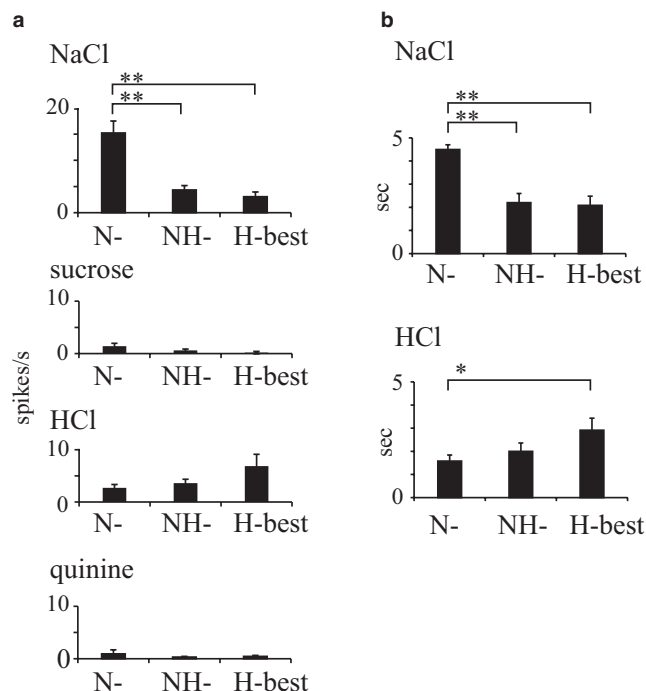 a
NaCl
**
**
20
0
N- NH- H-best
sucrose
10
0
N- NH- H-best
spikes/s
HCl
10
0
N- NH- H-best
quinine
10
0
N- NH- H-best
b
NaCl
**
**
5
sec
0
N- NH- H-best
HCl
*
5
sec
0
N- NH- H-best